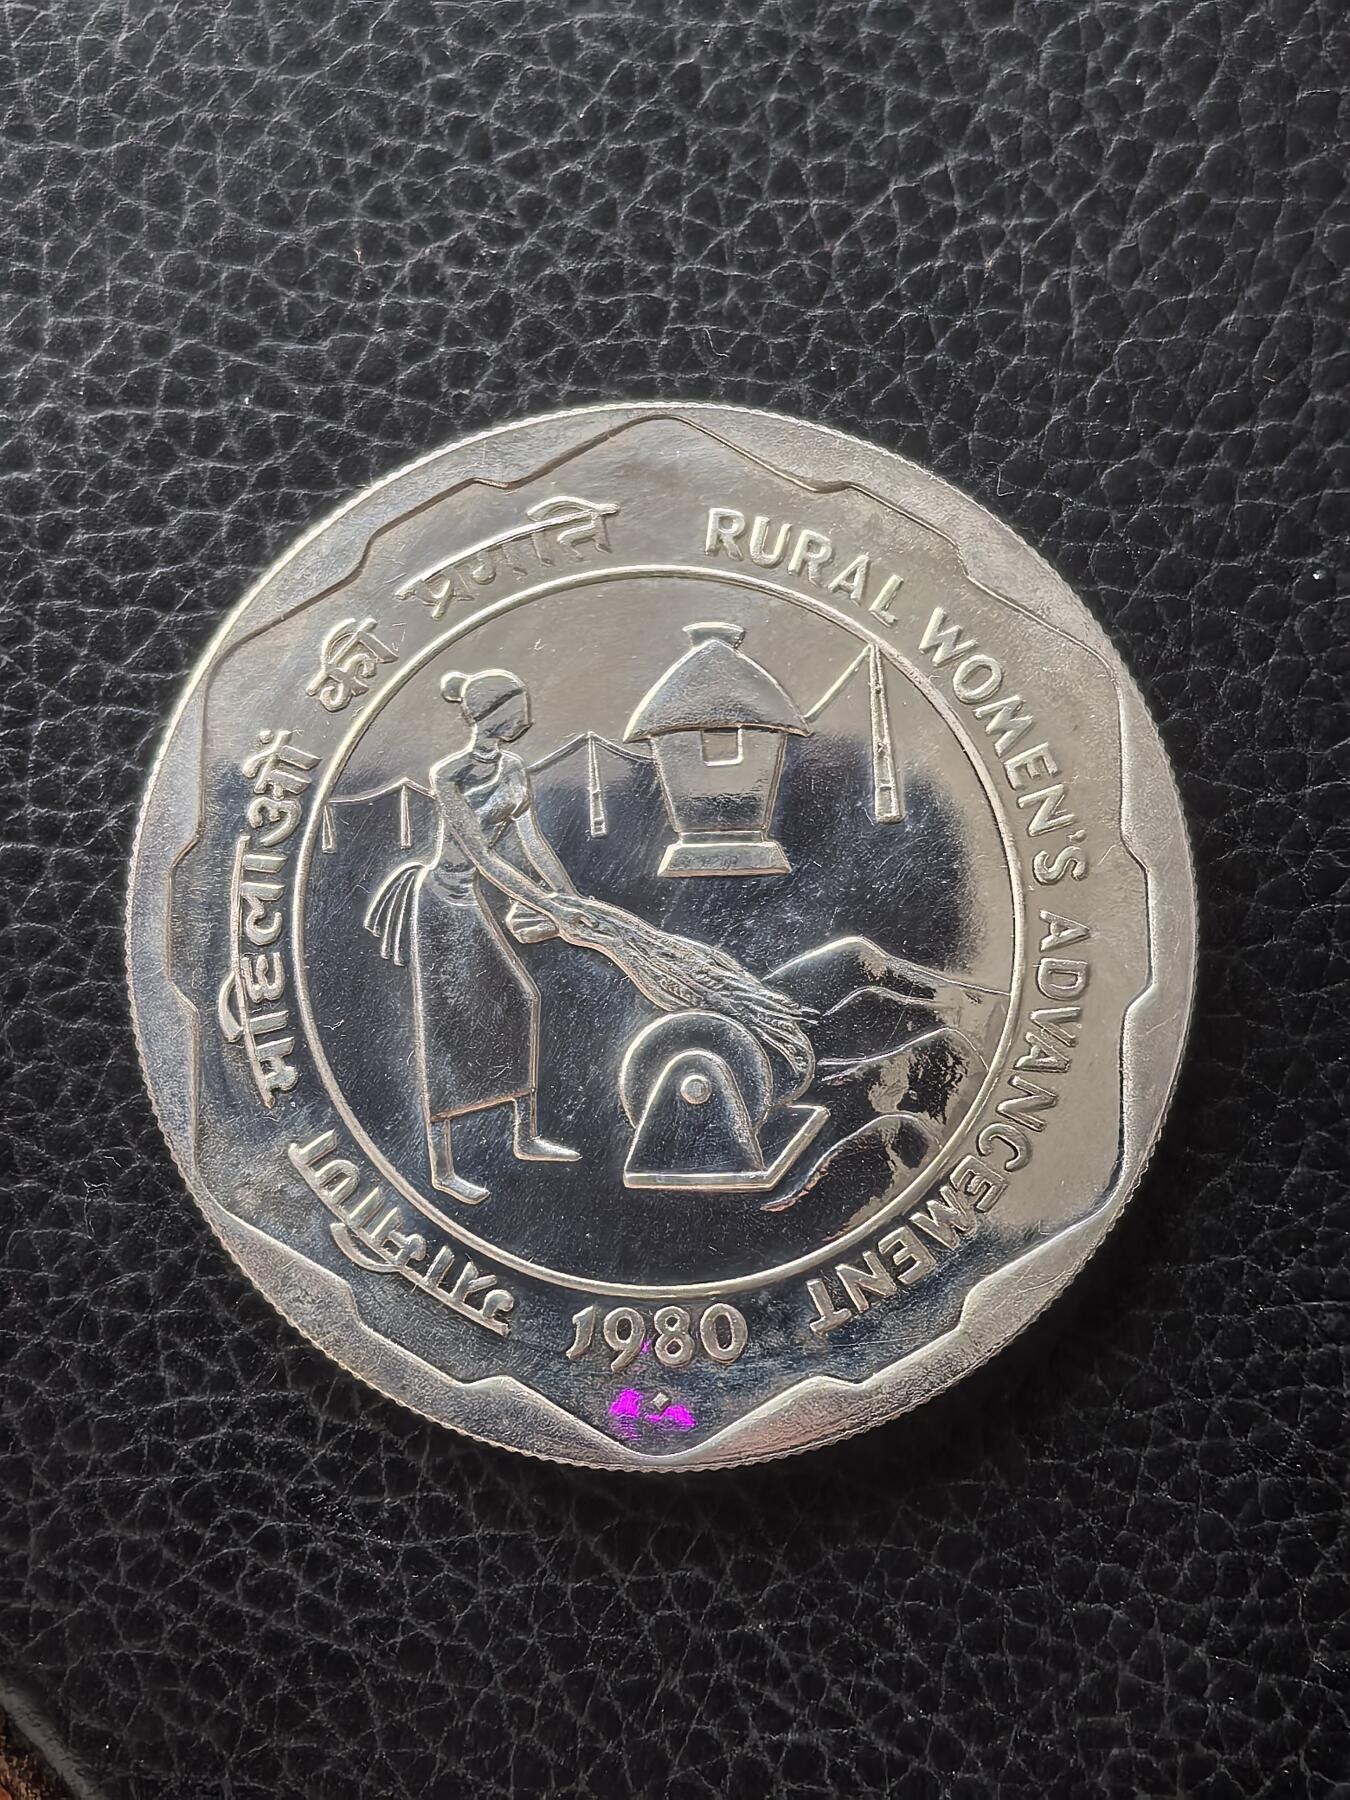 ग्रामीण महिलाओं की प्रगति
RURAL WOMEN'S ADVANCEMENT
1980